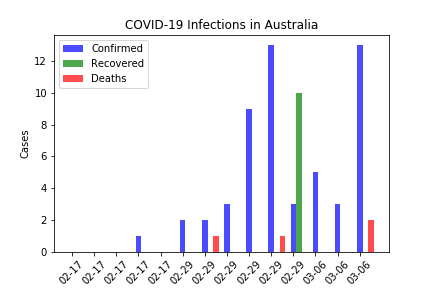 COVID-19 Infections in Australia
Confirmed
Recovered
Deaths
Cases
12
10
8
6
4
2
0
02-17 02-17 02-17 02-17 02-17 02-29 02-29 02-29 02-29 02-29 02-29 03-06 03-06 03-06